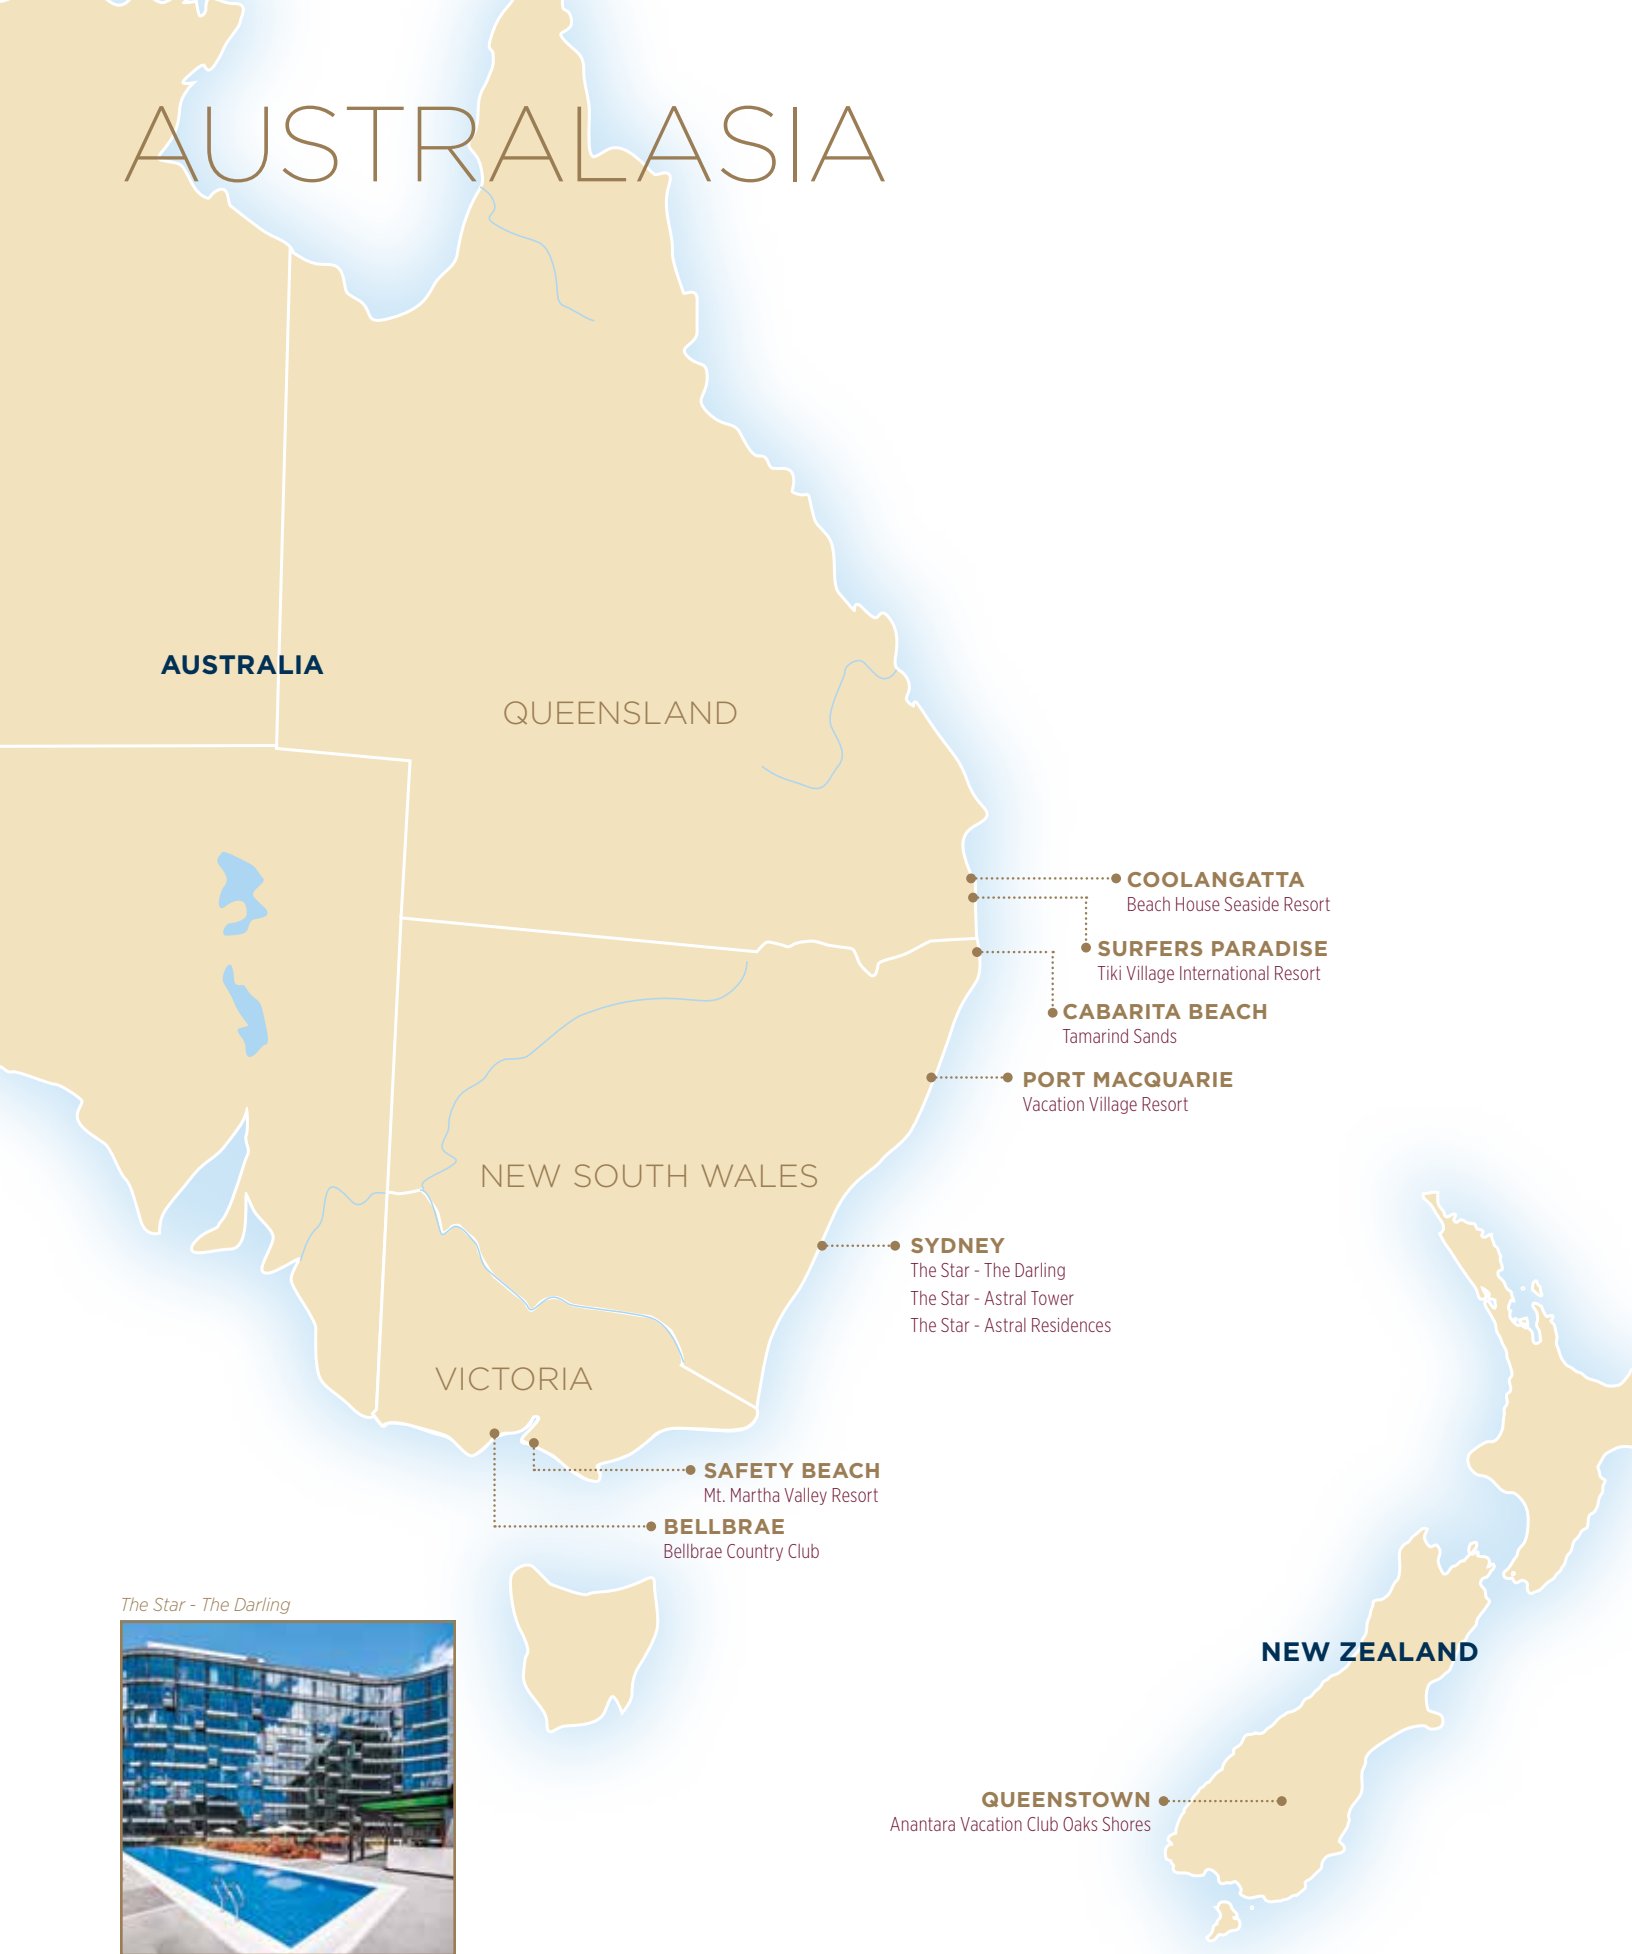 AUSTRALASIA
AUSTRALIA
QUEENSLAND
COOLANGATTA
Beach House Seaside Resort
SURFERS PARADISE
Tiki Village International Resort
CABARITA BEACH
Tamarind Sands
PORT MACQUARIE
Vacation Village Resort
NEW SOUTH WALES
SYDNEY
The Star - The Darling
The Star - Astral Tower
The Star - Astral Residences
VICTORIA
SAFETY BEACH
Mt. Martha Valley Resort
BELLBRAE
Bellbrae Country Club
The Star - The Darling
NEW ZEALAND
QUEENSTOWN
Anantara Vacation Club Oaks Shores